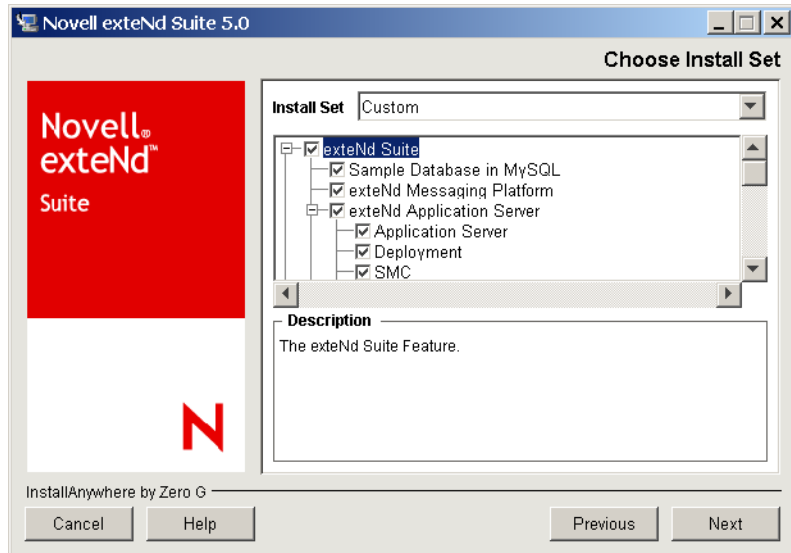 Novell exteNd Suite 5.0
Choose Install Set
Novell®
exteNd™
Suite
N
Install Set Custom
exteNd Suite
Sample Database in MySQL
exteNd Messaging Platform
exteNd Application Server
Application Server
Deployment
SMC
Description
The exteNd Suite Feature.
InstallAnywhere by Zero G
Cancel Help Previous Next